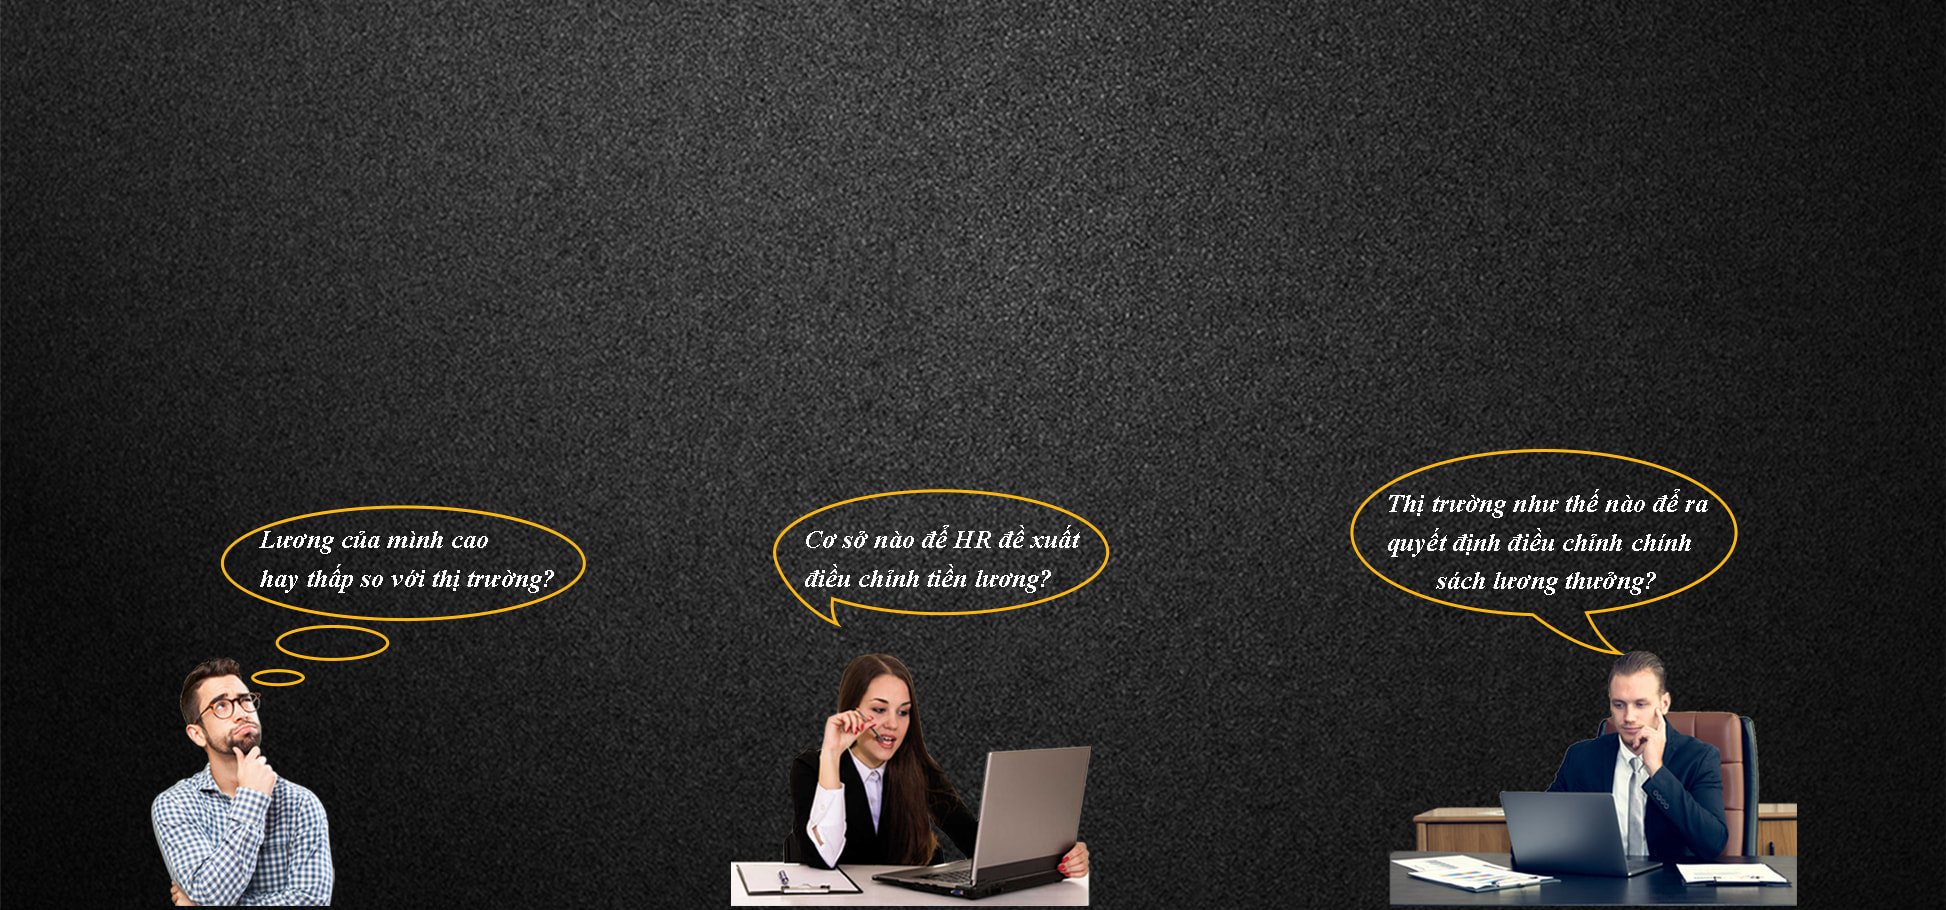 Lương của mình cao
hay thấp so với thị trường?
Cơ sở nào để HR đề xuất
điều chỉnh tiền lương?
Thị trường như thế nào để ra
quyết định điều chỉnh chính
sách lương thưởng?